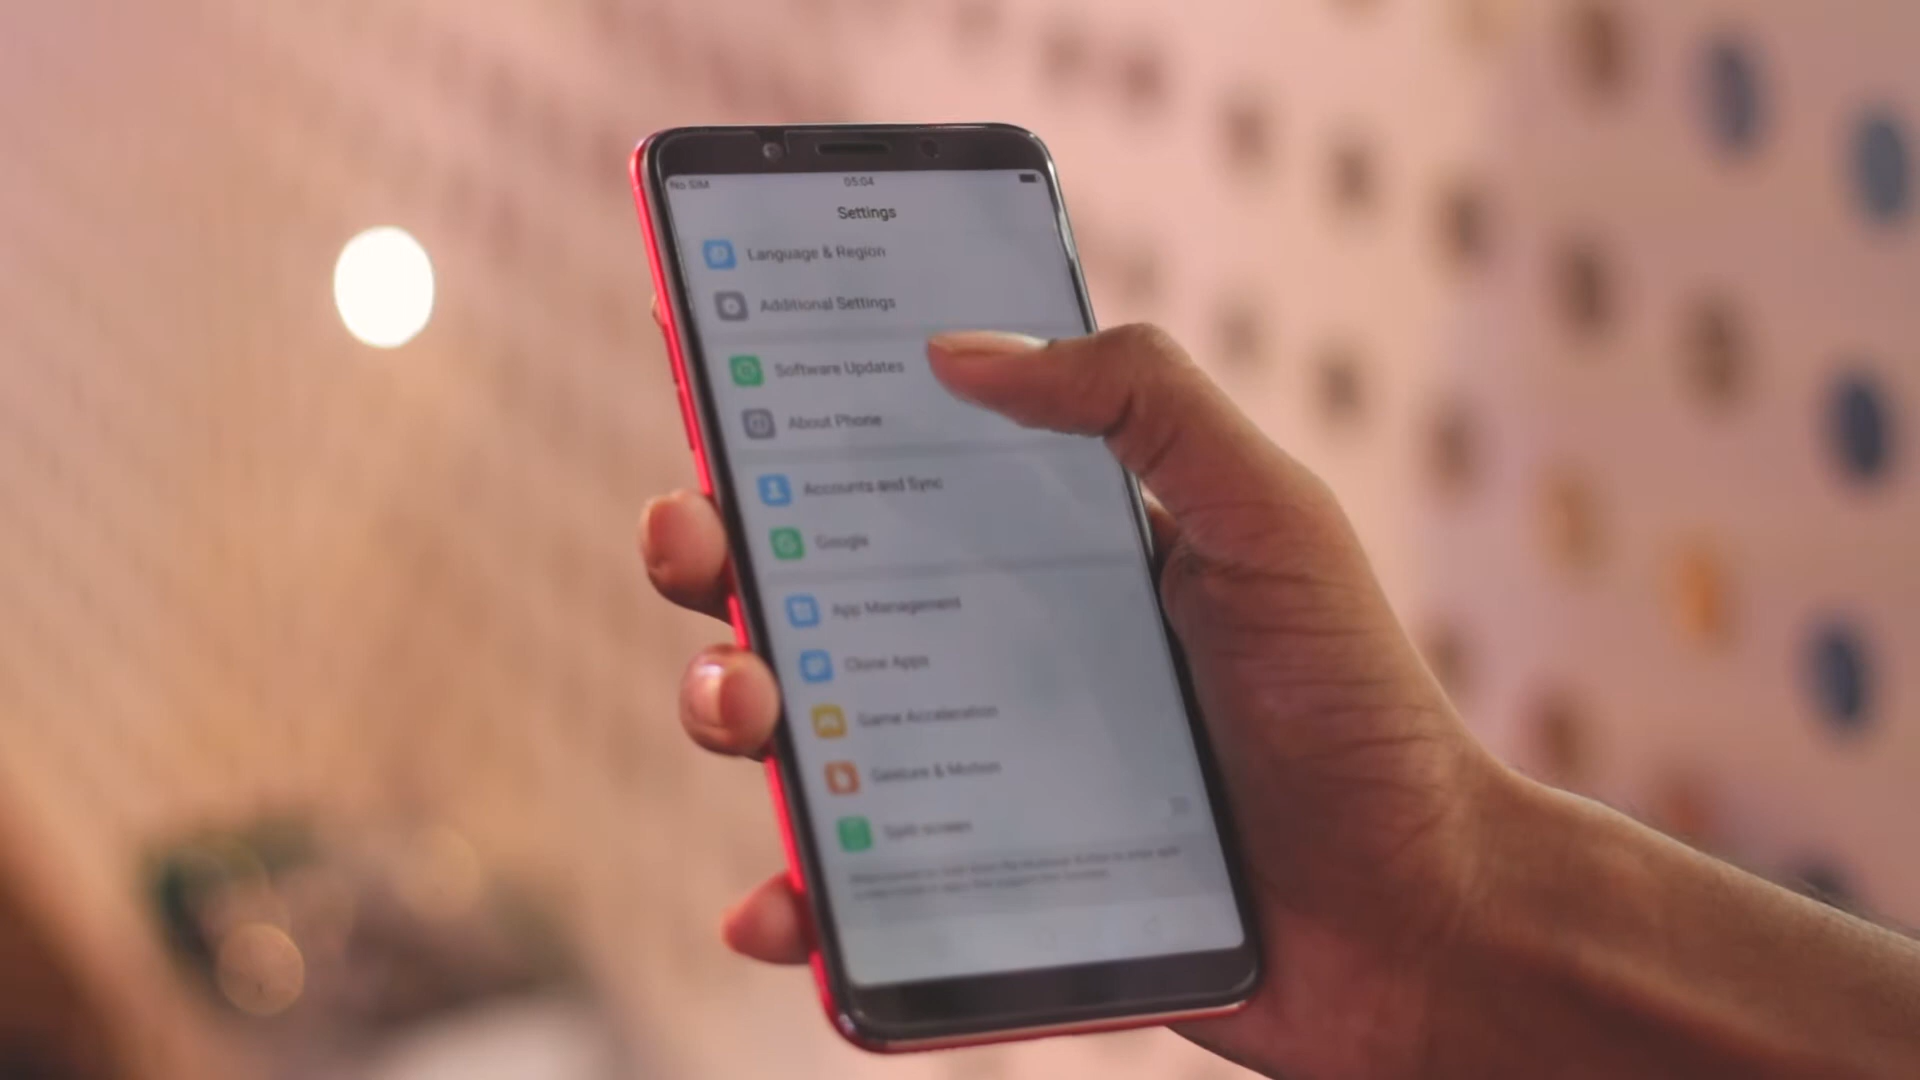 No SIM
05:04
Settings
Language & Region
Additional Settings
Software Updates
About Phone
Accounts and Sync
Google
App Management
Clone Apps
Game Acceleration
Gesture & Motion
Split-screen